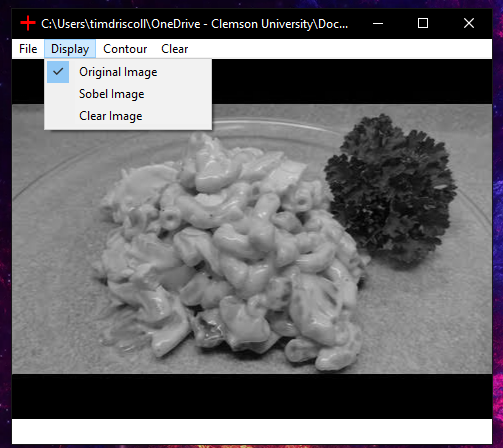 C:\Users\timdriscoll\OneDrive - Clemson University\Doc...
File Display Contour Clear
Original Image
Sobel Image
Clear Image